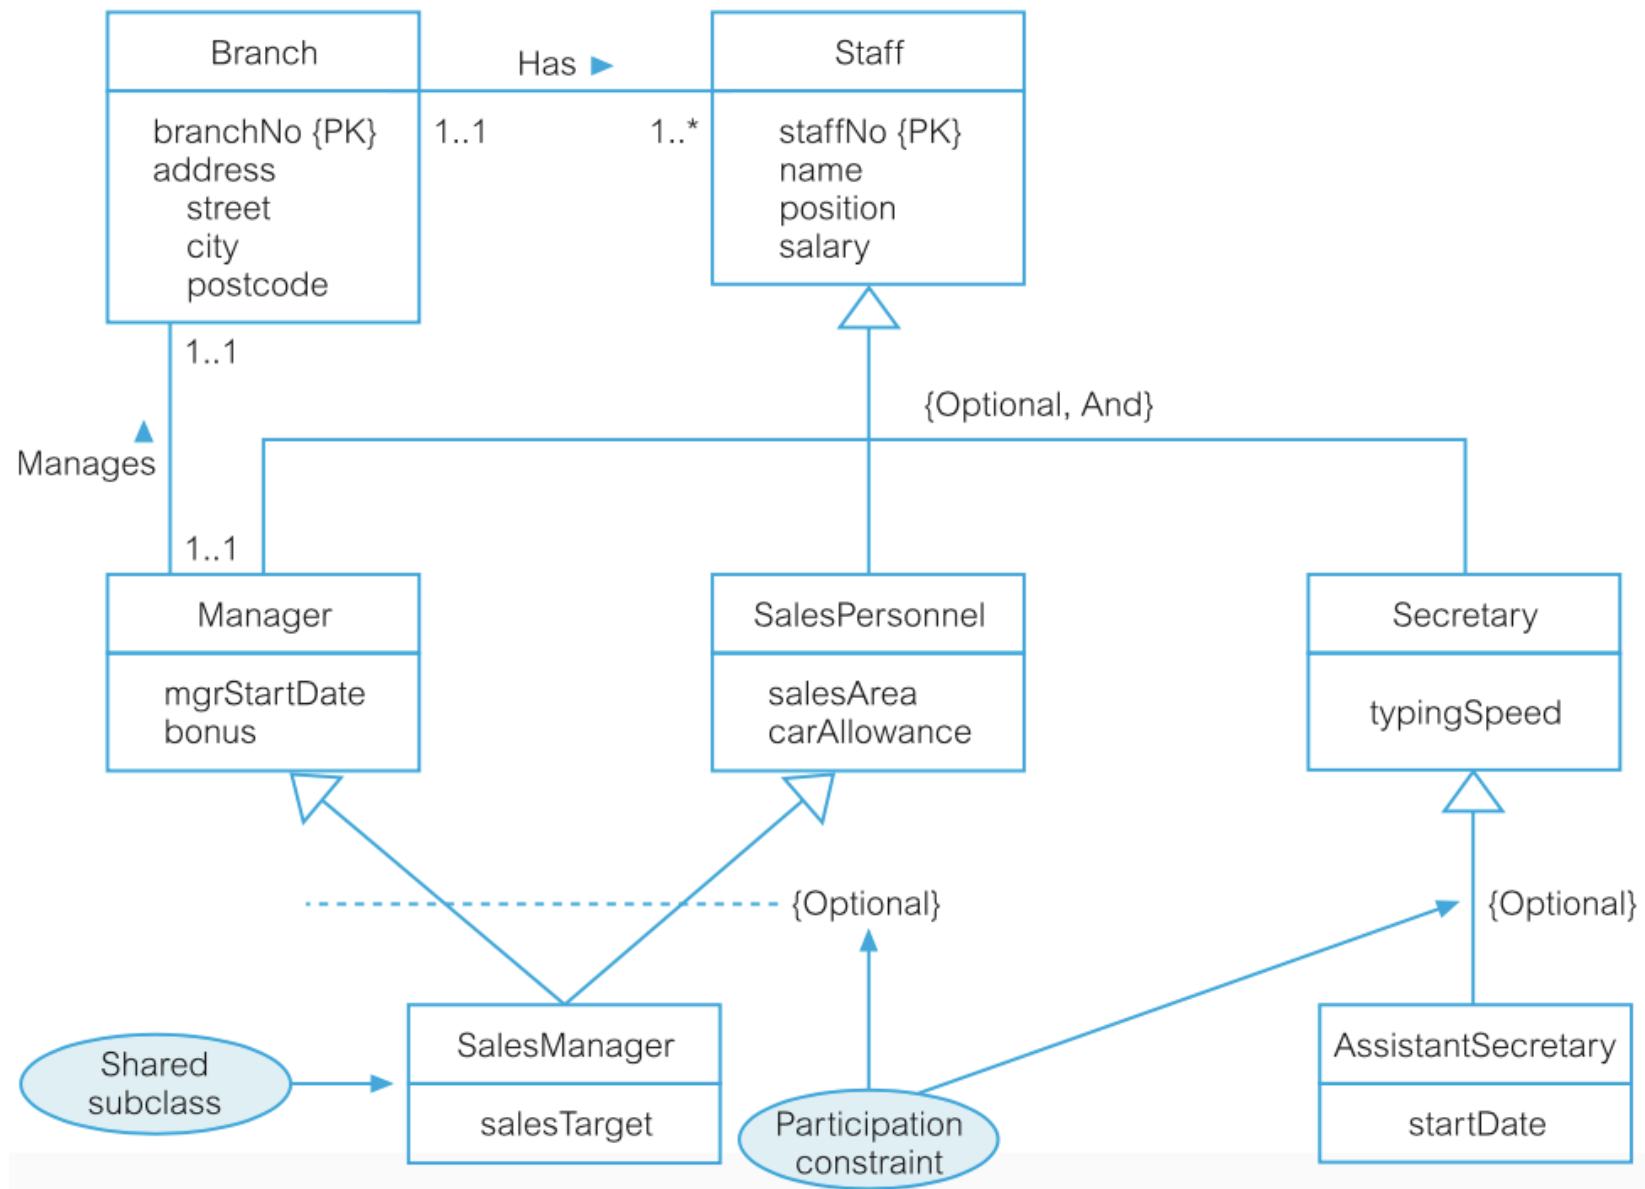 Branch
branchNo {PK}
address
street
city
postcode
Has
1..1
1..*
Staff
staffNo {PK}
name
position
salary
1..1
Manages
1..1
{Optional, And}
Manager
mgrStartDate
bonus
SalesPersonnel
salesArea
carAllowance
Secretary
typingSpeed
{Optional}
{Optional}
Shared
subclass
SalesManager
salesTarget
Participation
constraint
AssistantSecretary
startDate